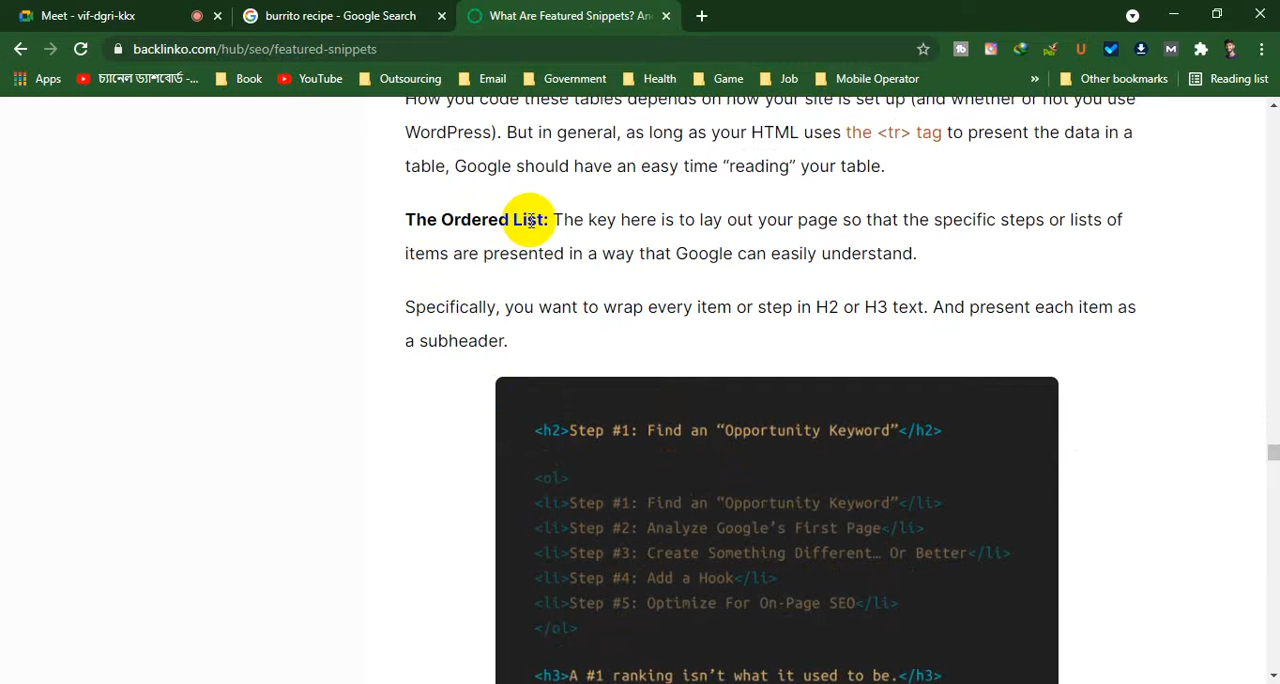 Meet - vif-dgri-kkx
burrito recipe - Google Search
What Are Featured Snippets? An
backlinko.com/hub/seo/featured-snippets
Apps
চ্যানেল ড্যাশবোর্ড -...
Book
YouTube
Outsourcing
Email
Government
Health
Game
Job
Mobile Operator
»
Other bookmarks
Reading list
How you code these tables depends on how your site is set up (and whether or not you use
WordPress). But in general, as long as your HTML uses the <tr> tag to present the data in a
table, Google should have an easy time “reading” your table.
The Ordered List: The key here is to lay out your page so that the specific steps or lists of
items are presented in a way that Google can easily understand.
Specifically, you want to wrap every item or step in H2 or H3 text. And present each item as
a subheader.
<h2>Step #1: Find an “Opportunity Keyword”</h2>
<ol>
<li>Step #1: Find an “Opportunity Keyword”</li>
<li>Step #2: Analyze Google’s First Page</li>
<li>Step #3: Create Something Different… Or Better</li>
<li>Step #4: Add a Hook</li>
<li>Step #5: Optimize For On-Page SEO</li>
</ol>
<h3>A #1 ranking isn’t what it used to be.</h3>